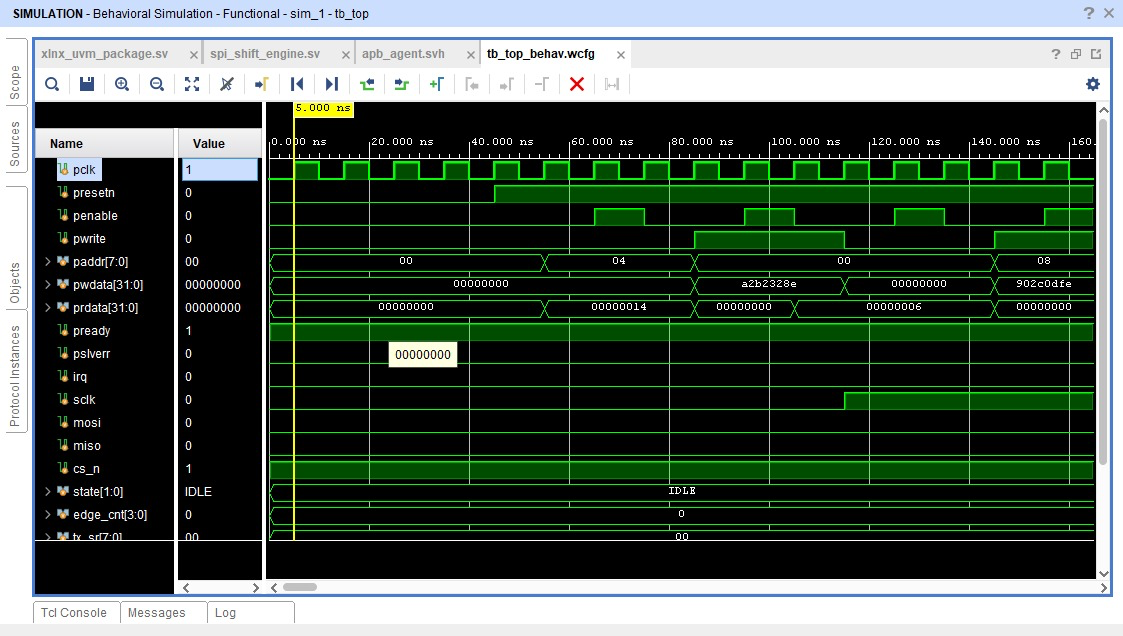 SIMULATION - Behavioral Simulation - Functional - sim_1 - tb_top
? ×
xlnx_uvm_package.sv × spi_shift_engine.sv × apb_agent.svh × tb_top_behav.wcfg ×
?
Scope
Sources
Objects
Protocol Instances
5.000 ns
Name Value
0.000 ns 20.000 ns 40.000 ns 60.000 ns 80.000 ns 100.000 ns 120.000 ns 140.000 ns 160.
pclk 1
presetn 0
penable 0
pwrite 0
paddr[7:0] 00 00 04 00 08
pwdata[31:0] 00000000 00000000 a2b2328e 00000000 902c0dfe
prdata[31:0] 00000000 00000000 00000014 00000000 00000006 00000000
pready 1
pslverr 0
00000000
irq 0
sclk 0
mosi 0
miso 0
cs_n 1
state[1:0] IDLE IDLE
edge_cnt[3:0] 0 0
tx_sr[7:0] 00 00
Tcl Console Messages Log